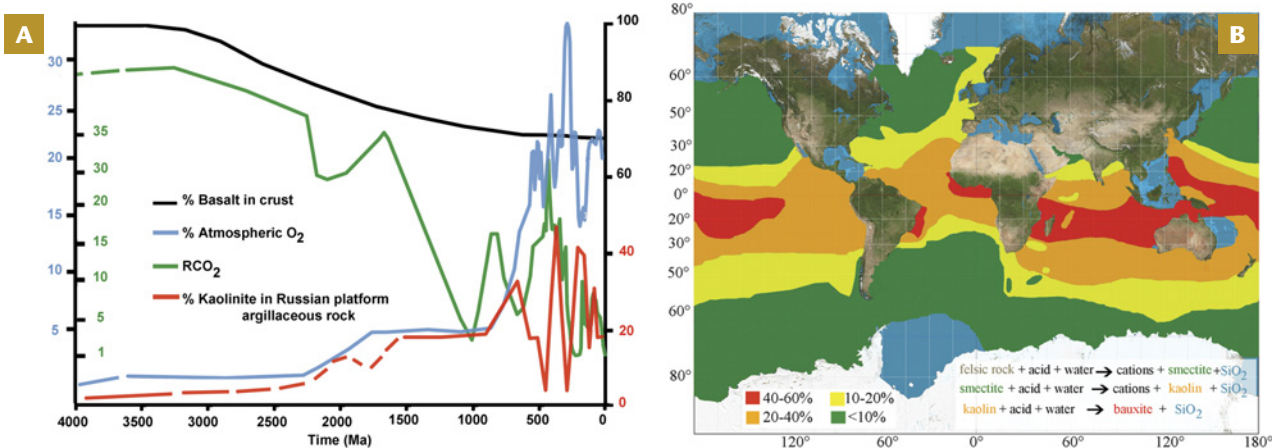 A
30
25
20
15
10
5
35
30
20
15
10
5
1
100
80
60
40
20
0
% Basalt in crust
% Atmospheric O₂
RCO₂
% Kaolinite in Russian platform
argillaceous rock
4000 3500 3000 2500 2000 1500 1000 500 0
Time (Ma)
B
80°
60°
50°
30°
20°
0°
20°
30°
50°
60°
80°
felsic rock + acid + water → cations + smectite +SiO₂
smectite + acid + water → cations + kaolin + SiO₂
kaolin + acid + water → bauxite + SiO₂
40-60% 10-20%
20-40% <10%
120° 60° 0° 60° 120° 180°